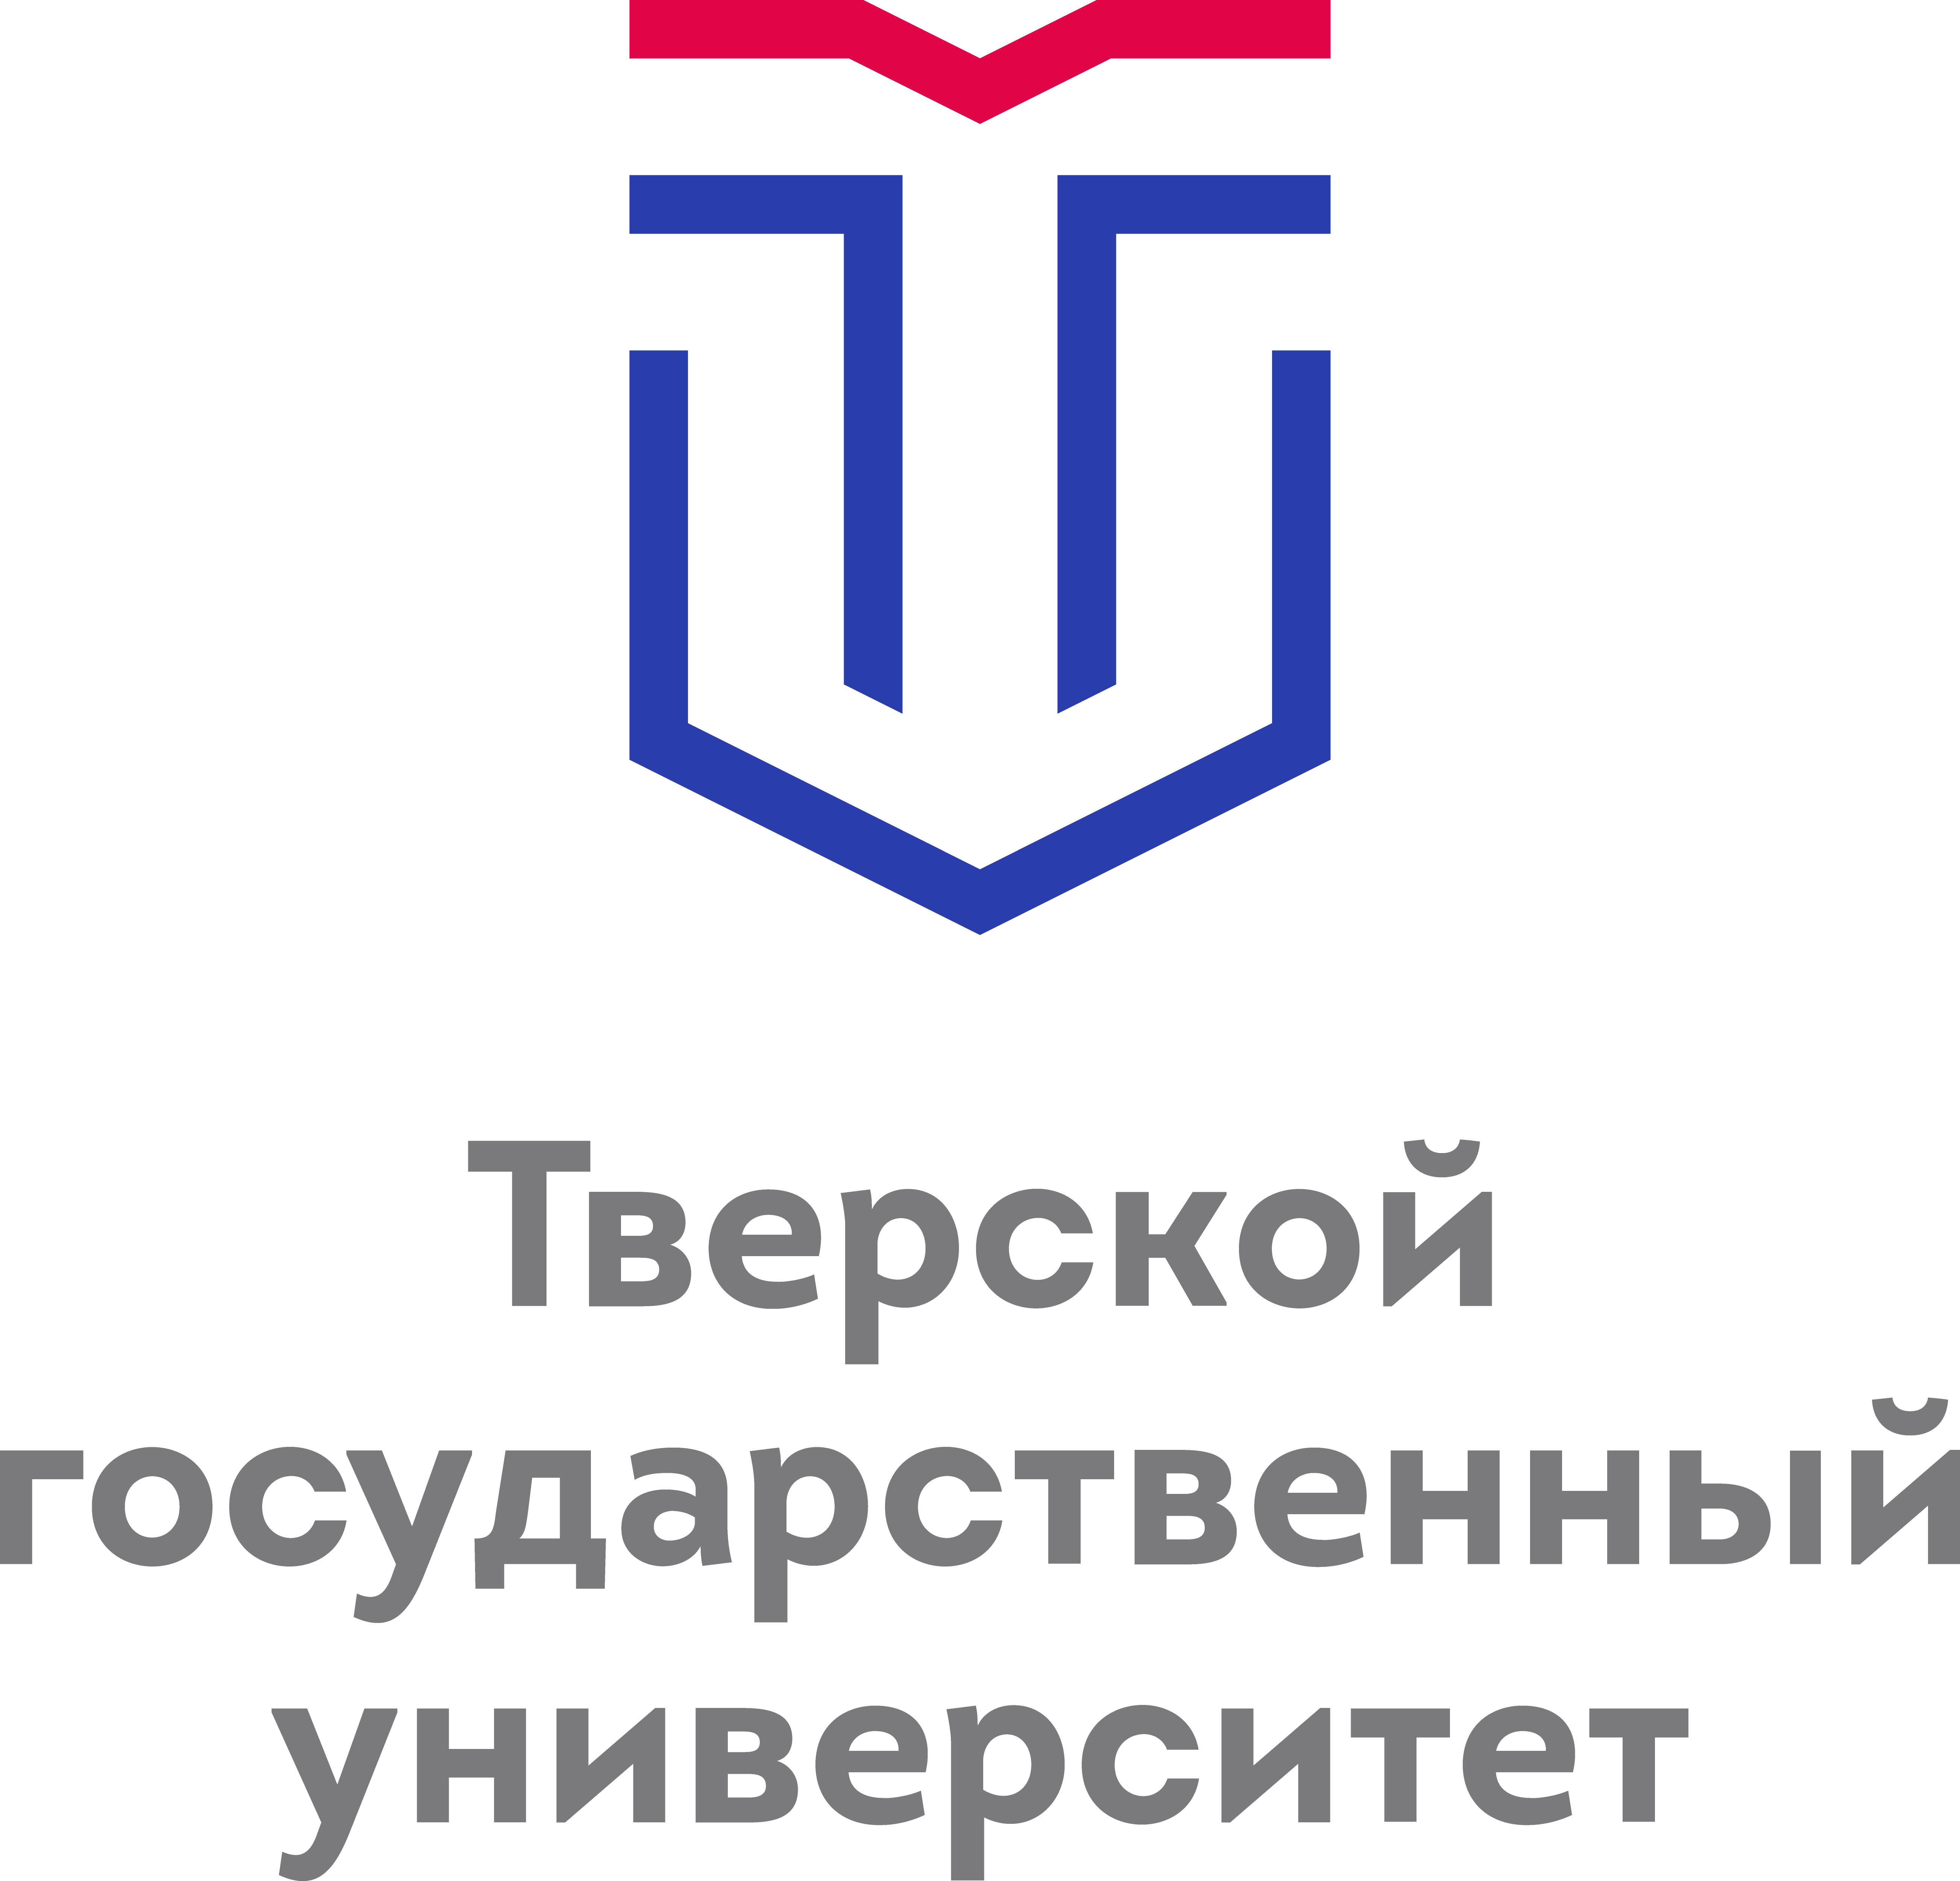 Тверской
государственный
университет